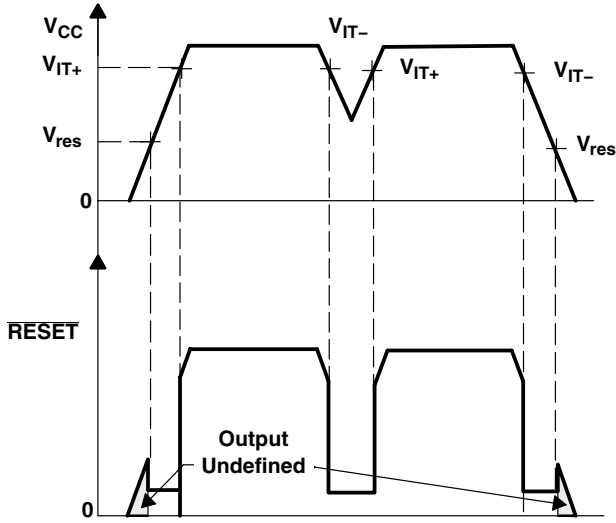 V_CC
V_IT−
V_IT+
V_IT+
V_IT−
V_res
V_res
0
RESET
Output
Undefined
0